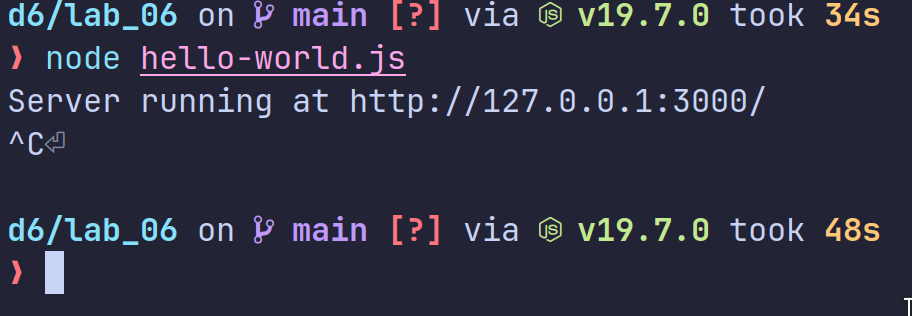 d6/lab_06 on  main [?] via  v19.7.0 took 34s
❱ node hello-world.js
Server running at http://127.0.0.1:3000/
^C⏎
d6/lab_06 on  main [?] via  v19.7.0 took 48s
❱